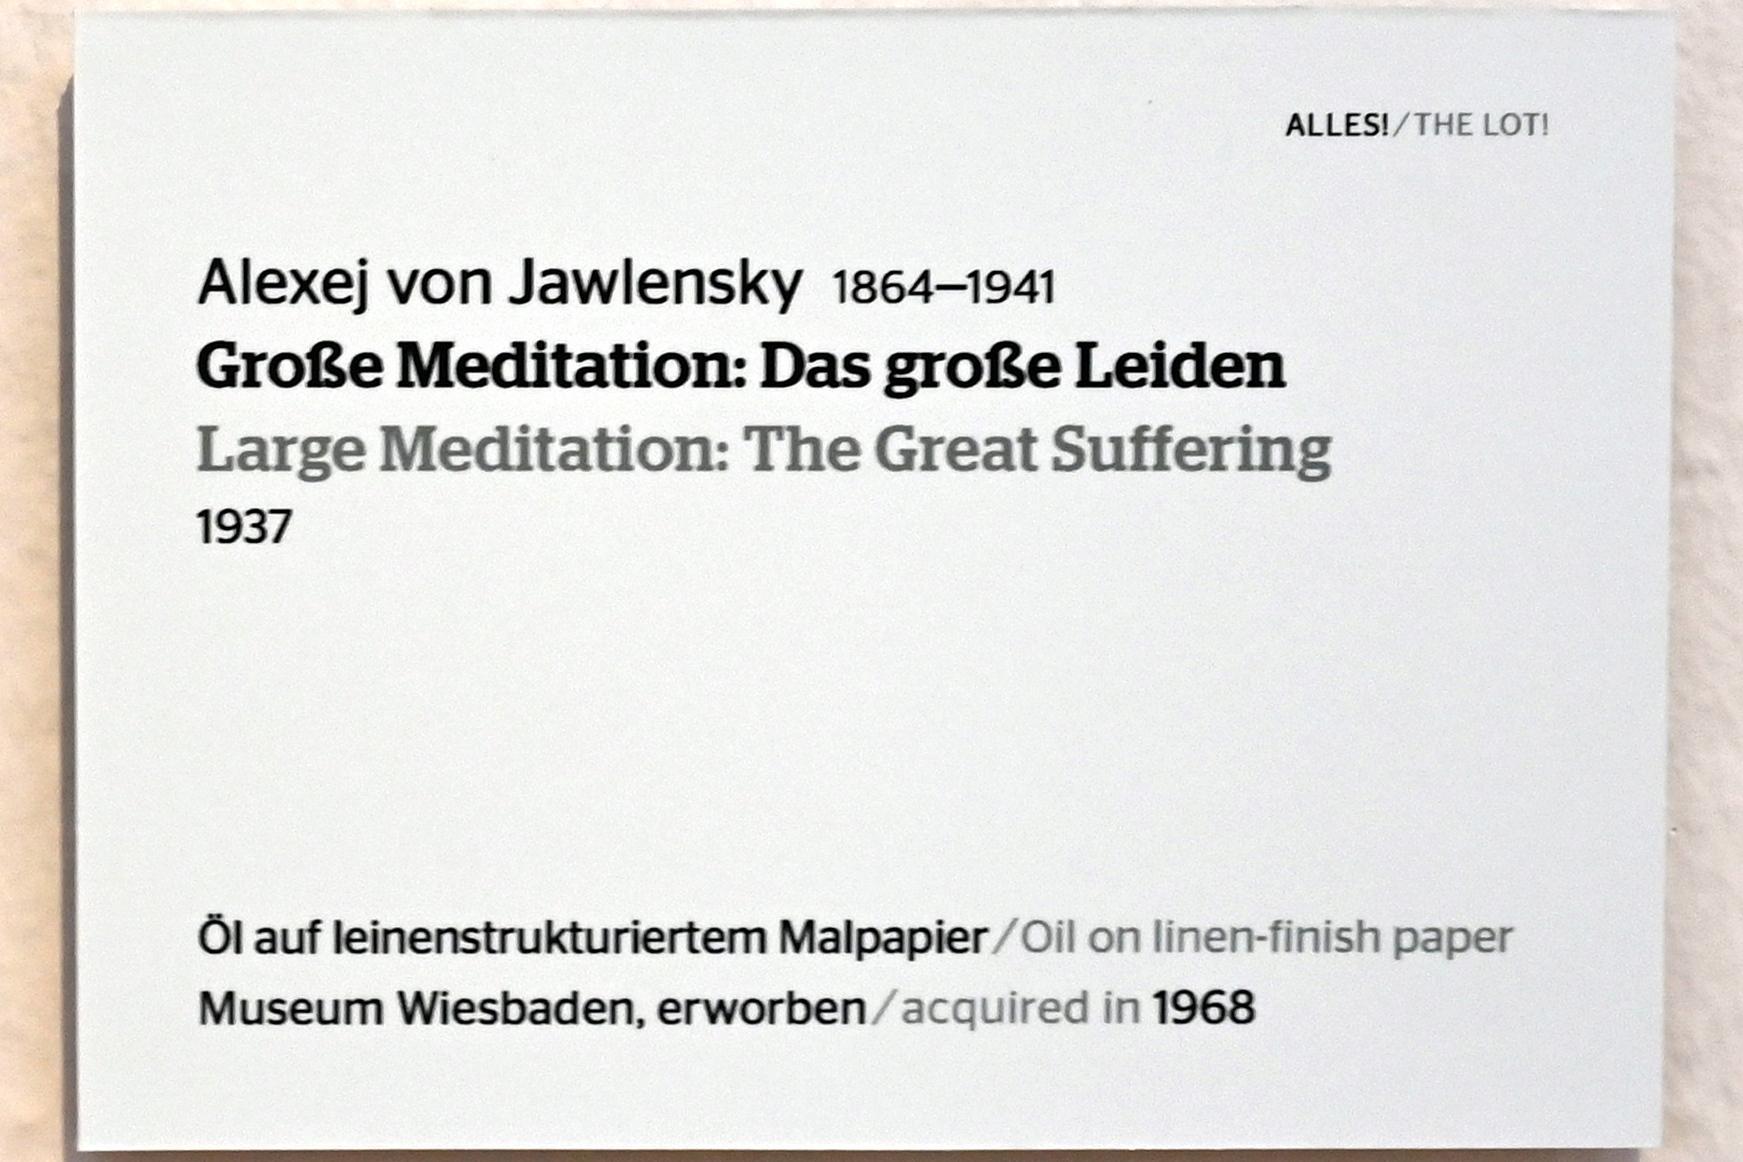 ALLES!/THE LOT!
Alexej von Jawlensky 1864–1941
Große Meditation: Das große Leiden
Large Meditation: The Great Suffering
1937
Öl auf leinenstrukturiertem Malpapier/Oil on linen-finish paper
Museum Wiesbaden, erworben/acquired in 1968